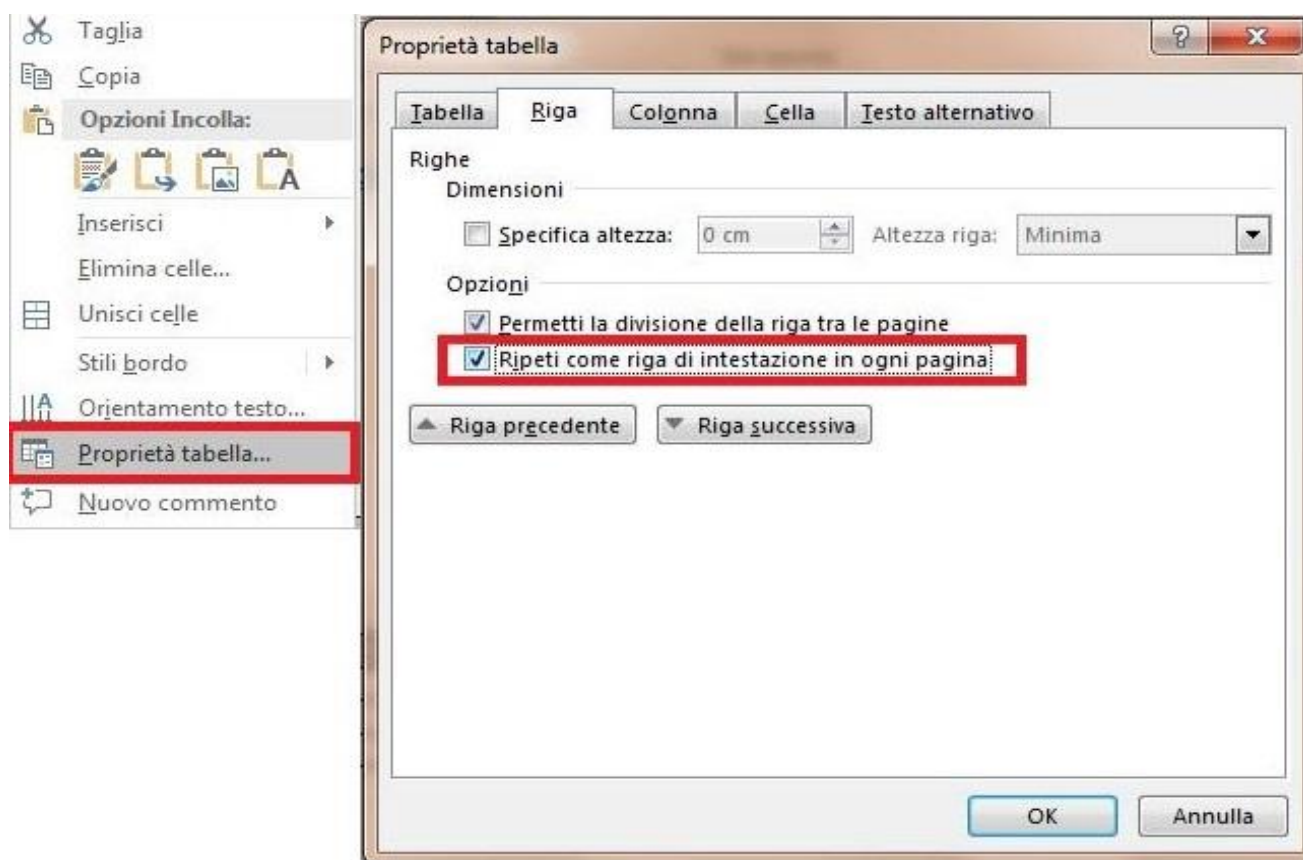 Taglia
Copia
Opzioni Incolla:
A
Inserisci
Elimina celle...
Unisci celle
Stili bordo
Orientamento testo...
Proprietà tabella...
Nuovo commento
Proprietà tabella
?
Tabella Riga Colonna Cella Testo alternativo
Righe
Dimensioni
Specifica altezza: 0 cm Altezza riga: Minima
Opzioni
Permetti la divisione della riga tra le pagine
Ripeti come riga di intestazione in ogni pagina
Riga precedente Riga successiva
OK Annulla